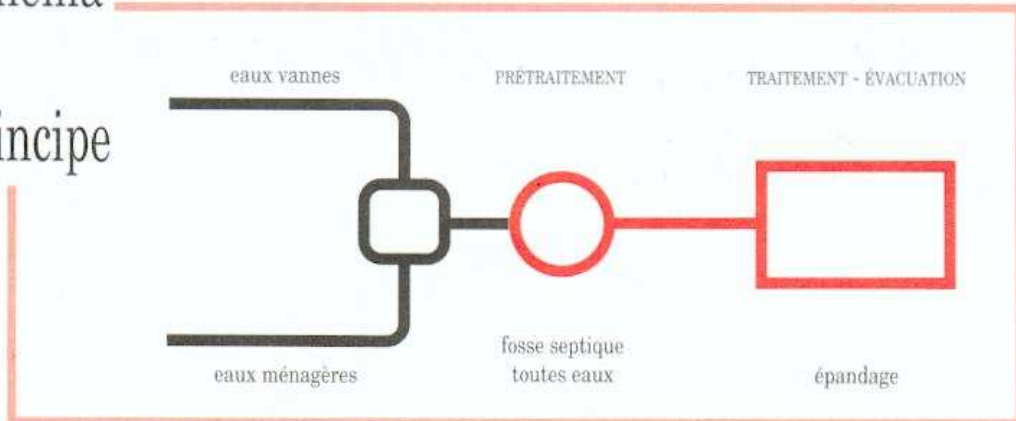 incipe
eaux vannes
PRÉTRAITEMENT
TRAITEMENT - ÉVACUATION
eaux ménagères
fosse septique
toutes eaux
épandage